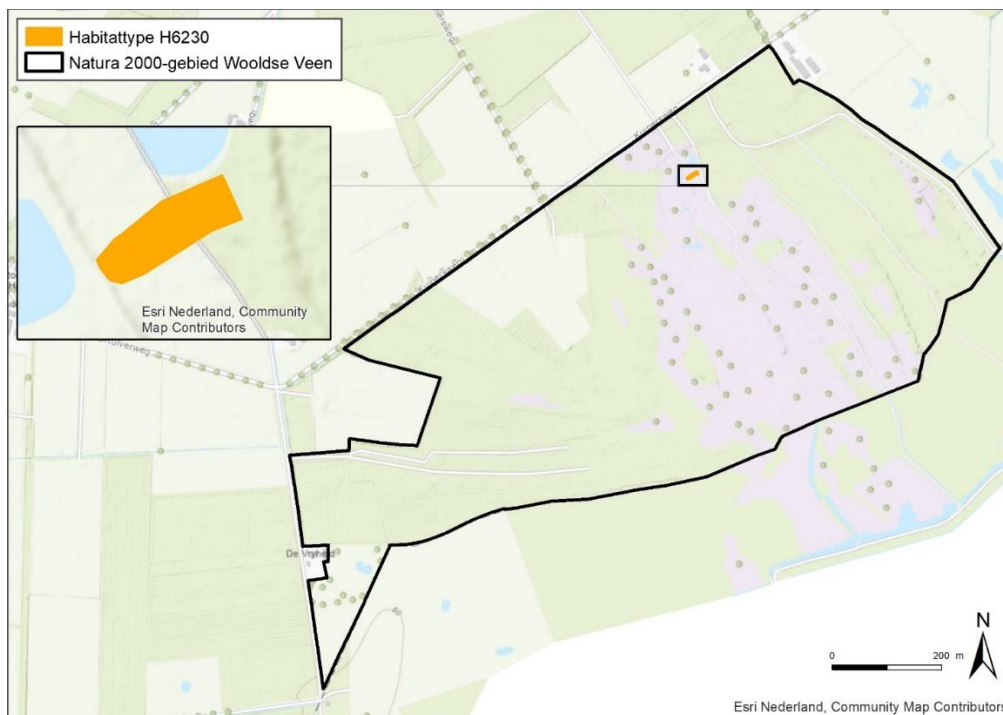 Habitattype H6230
Natura 2000-gebied Wooldse Veen
Esri Nederland, Community
Map Contributors
De Vrijheid
N
0
200 m
Esri Nederland, Community Map Contributors